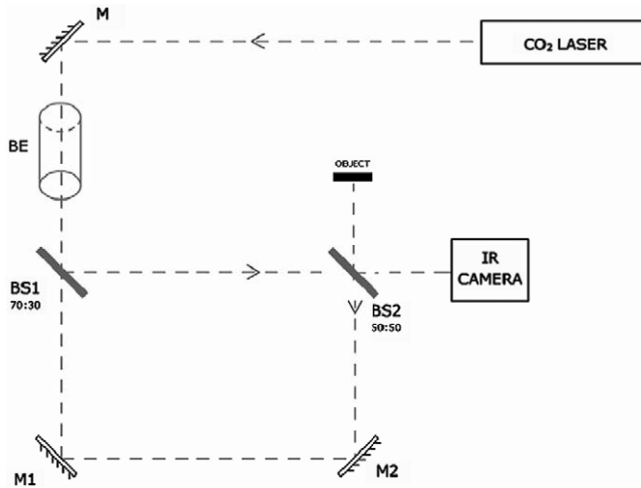 M
CO₂ LASER
BE
OBJECT
BS1
70:30
IR
CAMERA
BS2
50:50
M1
M2